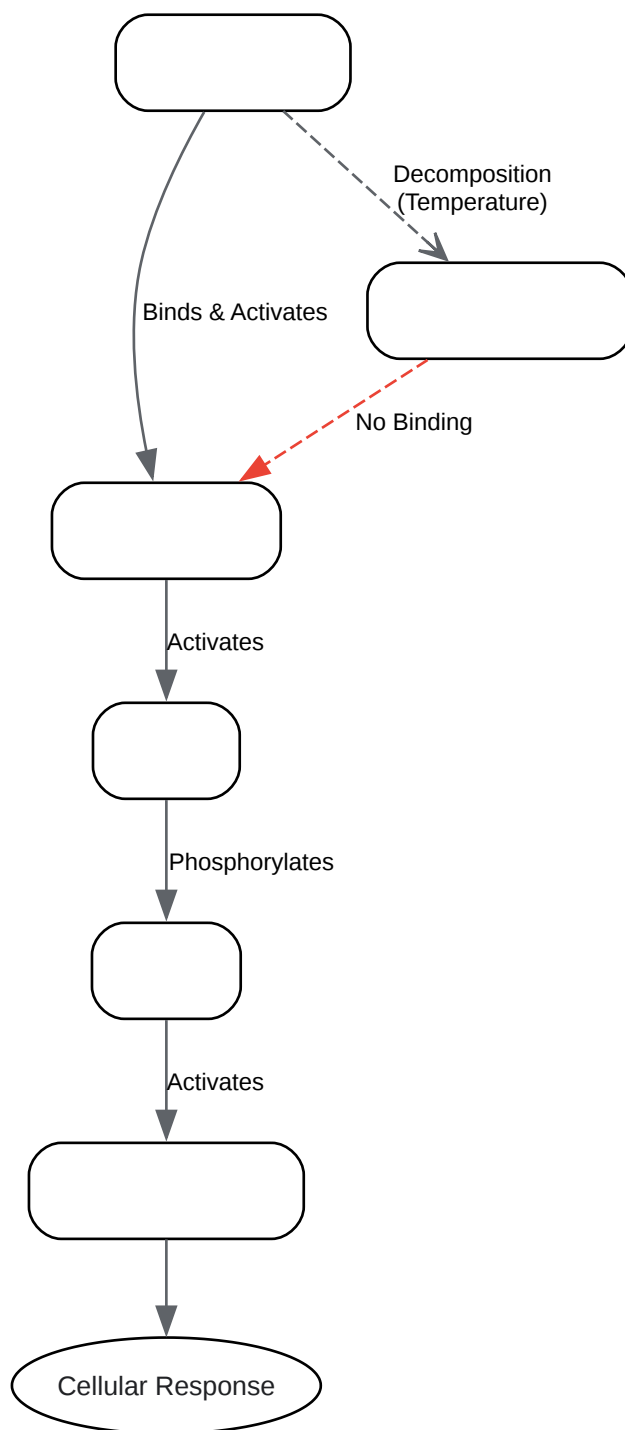 Decomposition
(Temperature)
Binds & Activates
No Binding
Activates
Phosphorylates
Activates
Cellular Response